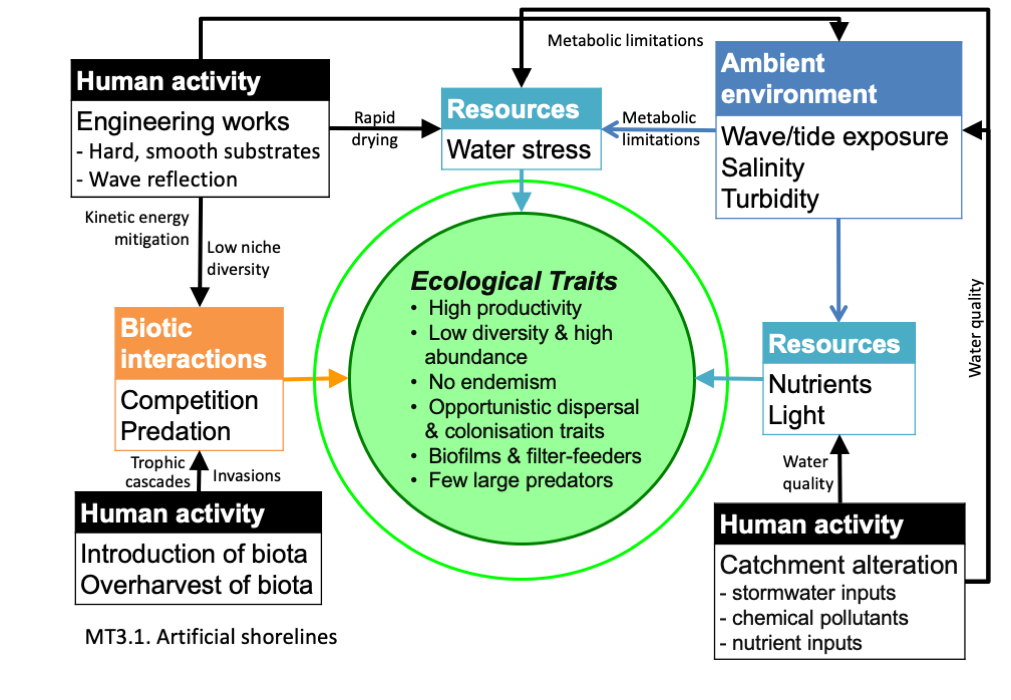 Metabolic limitations
Human activity
Engineering works
- Hard, smooth substrates
- Wave reflection
Rapid
drying
Resources
Water stress
Metabolic
limitations
Ambient
environment
Wave/tide exposure
Salinity
Turbidity
Kinetic energy
mitigation
Low niche
diversity
Biotic
interactions
Competition
Predation
Ecological Traits
• High productivity
• Low diversity & high
abundance
• No endemism
• Opportunistic dispersal
& colonisation traits
• Biofilms & filter-feeders
• Few large predators
Resources
Nutrients
Light
Water quality
Trophic
cascades
Invasions
Human activity
Introduction of biota
Overharvest of biota
Water
quality
Human activity
Catchment alteration
- stormwater inputs
- chemical pollutants
- nutrient inputs
MT3.1. Artificial shorelines